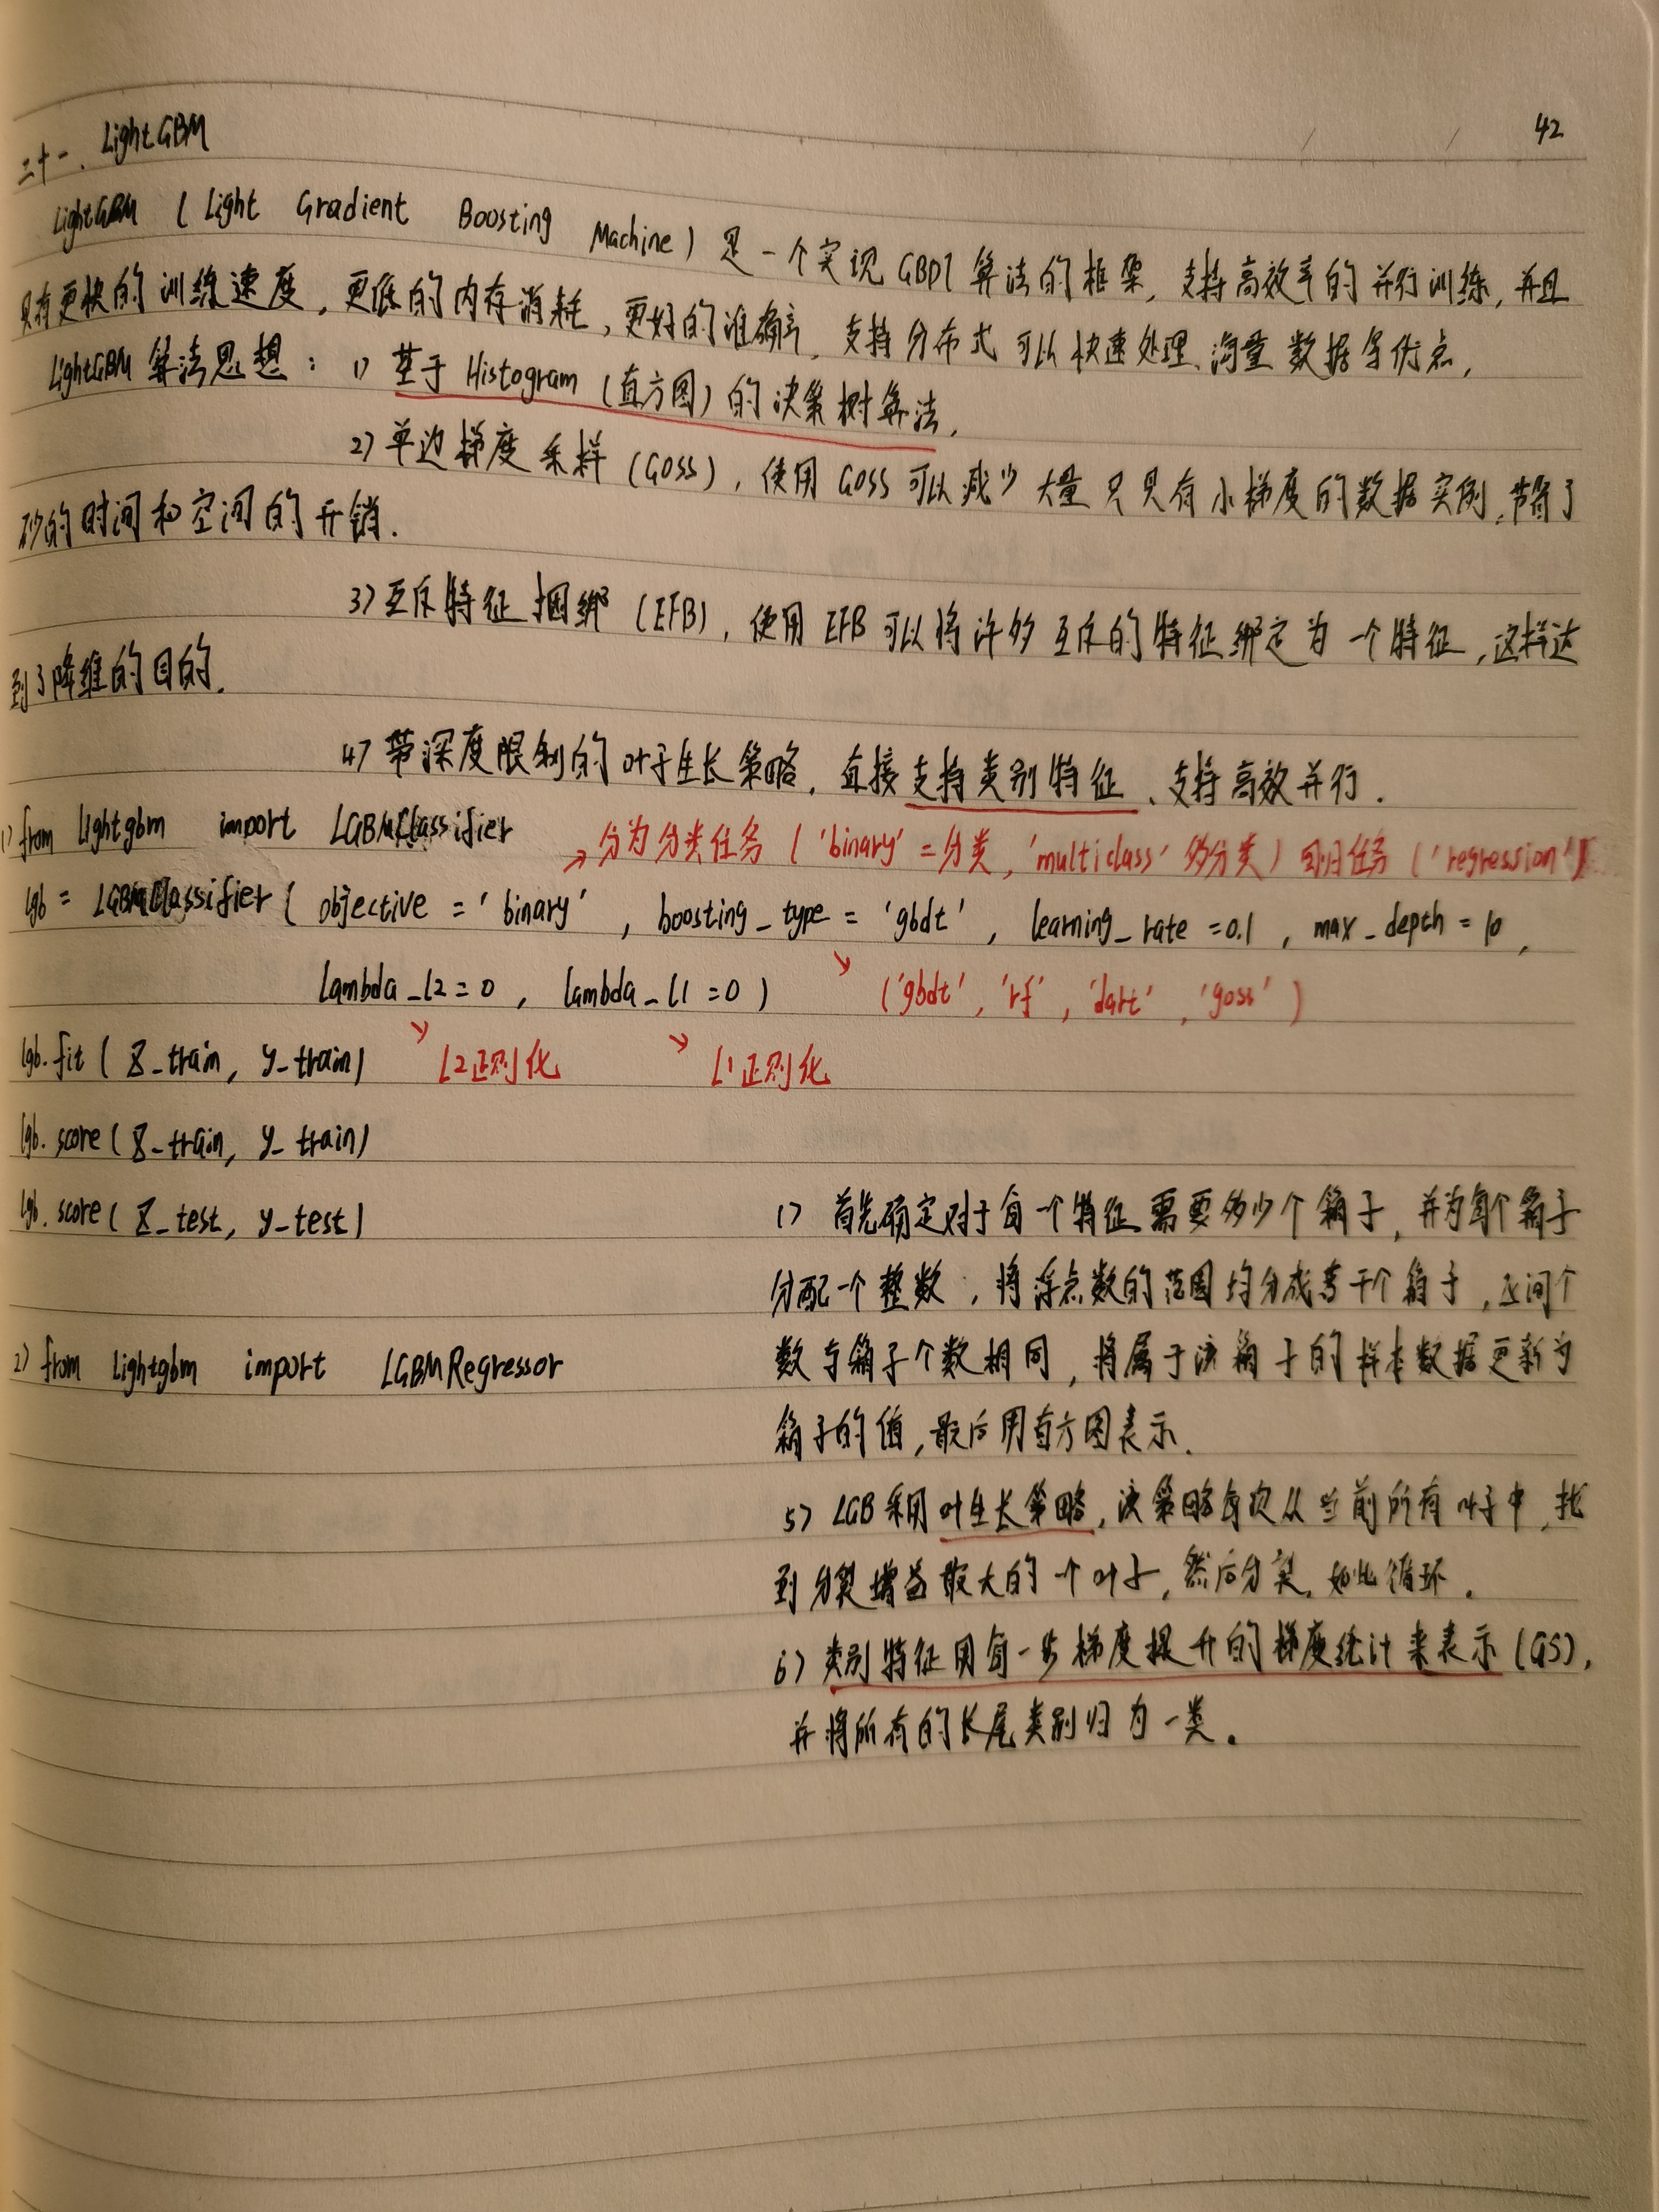 42
二十一. LightGBM
LightGBM (Light Gradient Boosting Machine) 是一个实现GBDT算法的框架, 支持高效率的并行训练, 并且
具有更快的训练速度, 更低的内存消耗, 更好的准确率, 支持分布式可以快速处理海量数据等优点,
LightGBM 算法思想: 1) 基于 Histogram (直方图) 的决策树算法,
2) 单边梯度采样 (GOSS), 使用 GOSS 可以减少大量只具有小梯度的数据实例, 节省了
的时间和空间的开销.
3) 互斥特征捆绑 (EFB), 使用 EFB 可以将许多互斥的特征绑定为一个特征, 这样达
到了降维的目的.
4) 带深度限制的叶子生长策略, 直接支持类别特征、支持高效并行.
1) from lightgbm import LGBMClassifier
→ 分为分类任务 ('binary' 二分类, 'multiclass' 多分类) 回归任务 ('regression')
lgb = LGBMClassifier( objective = 'binary' , boosting_type = 'gbdt' , learning_rate = 0.1 , max_depth = 10 ,
lambda_l2 = 0 , lambda_l1 = 0 )
('gbdt', 'rf', 'dart', 'goss')
lgb.fit( Z_train, y_train)
L2正则化 L1正则化
lgb.score( Z_train, y_train)
lgb.score( Z_test, y_test)
1) 首先确定对于每一个特征需要多少个箱子, 并为每个箱子
分配一个整数, 将浮点数的范围均分成若干个箱子, 区间个
数与箱子个数相同, 将属于该箱子的样本数据更新为
箱子的值, 最后用直方图表示.
2) from lightgbm import LGBMRegressor
5) LGB采用叶生长策略, 该策略每次从当前所有叶子中, 找
到分裂增益最大的一个叶子, 然后分裂, 如此循环.
6) 类别特征用每一步梯度提升的梯度统计来表示 (GS),
并将所有的长尾类别归为一类.